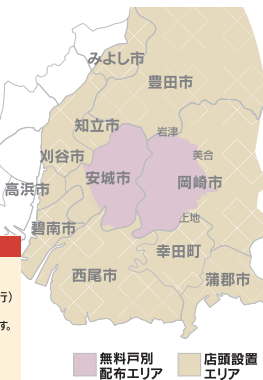 みよし市
豊田市
知立市
岩津
刈谷市
美合
安城市
岡崎市
高浜市
上地
碧南市
幸田町
西尾市
蒲郡市
行）
す。
無料戸別
配布エリア
店頭設置
エリア